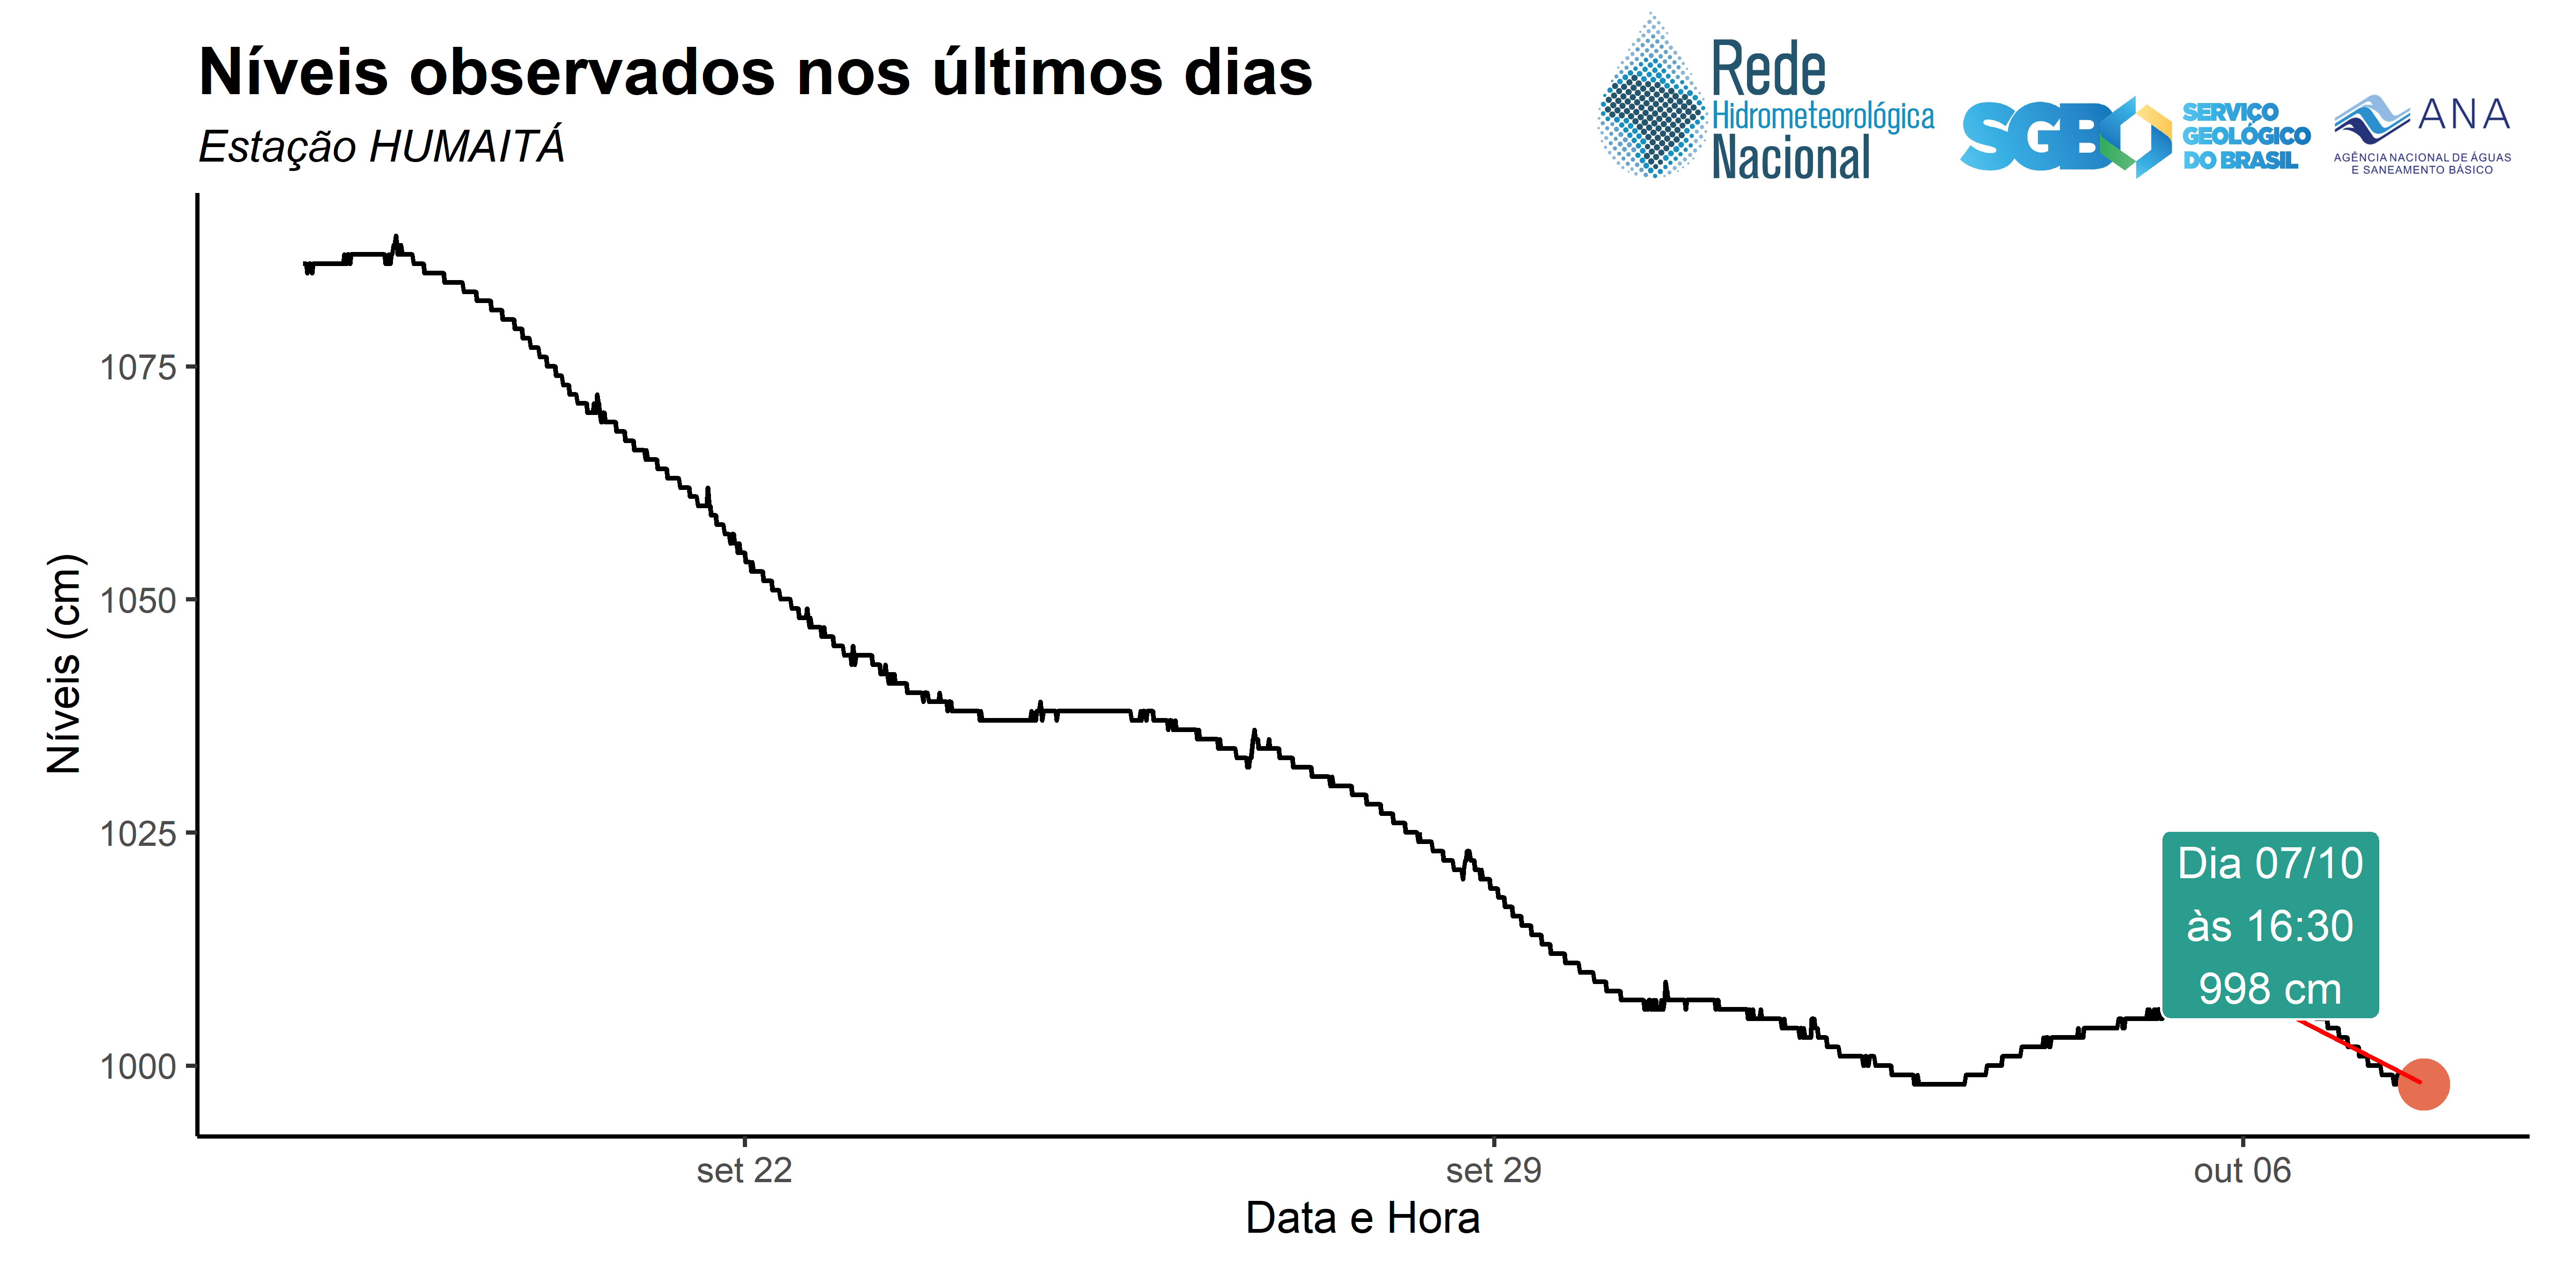 Níveis observados nos últimos dias
Estação HUMAITÁ
Rede
Hidrometeorológica
Nacional
SGB
SERVIÇO
GEOLÓGICO
DO BRASIL
ANA
AGÊNCIA NACIONAL DE ÁGUAS
E SANEAMENTO BÁSICO
Níveis (cm)
1075
1050
1025
1000
Dia 07/10
às 16:30
998 cm
set 22
set 29
out 06
Data e Hora